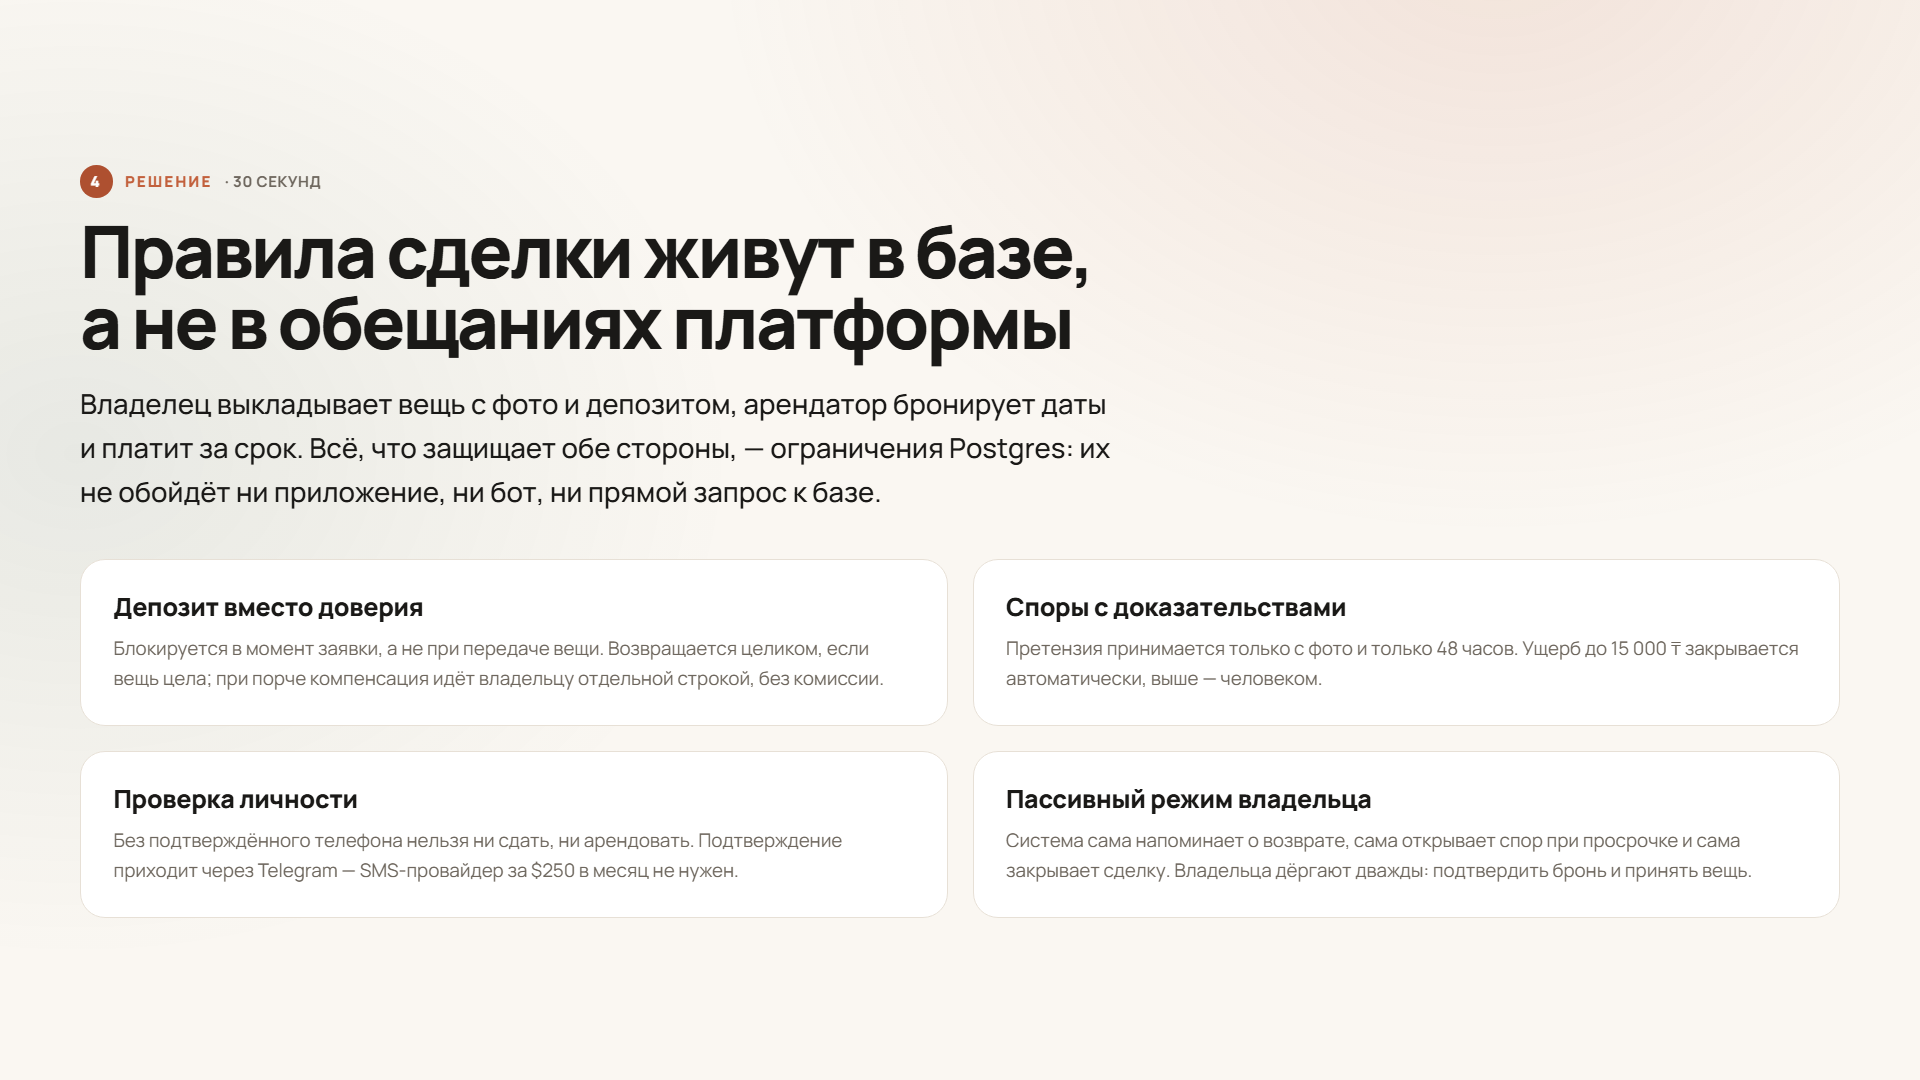 4 РЕШЕНИЕ · 30 СЕКУНД
Правила сделки живут в базе,
а не в обещаниях платформы
Владелец выкладывает вещь с фото и депозитом, арендатор бронирует даты
и платит за срок. Всё, что защищает обе стороны, — ограничения Postgres: их
не обойдёт ни приложение, ни бот, ни прямой запрос к базе.
Депозит вместо доверия
Блокируется в момент заявки, а не при передаче вещи. Возвращается целиком, если
вещь цела; при порче компенсация идёт владельцу отдельной строкой, без комиссии.
Споры с доказательствами
Претензия принимается только с фото и только 48 часов. Ущерб до 15 000 ₸ закрывается
автоматически, выше — человеком.
Проверка личности
Без подтверждённого телефона нельзя ни сдать, ни арендовать. Подтверждение
приходит через Telegram — SMS-провайдер за $250 в месяц не нужен.
Пассивный режим владельца
Система сама напоминает о возврате, сама открывает спор при просрочке и сама
закрывает сделку. Владельца дёргают дважды: подтвердить бронь и принять вещь.